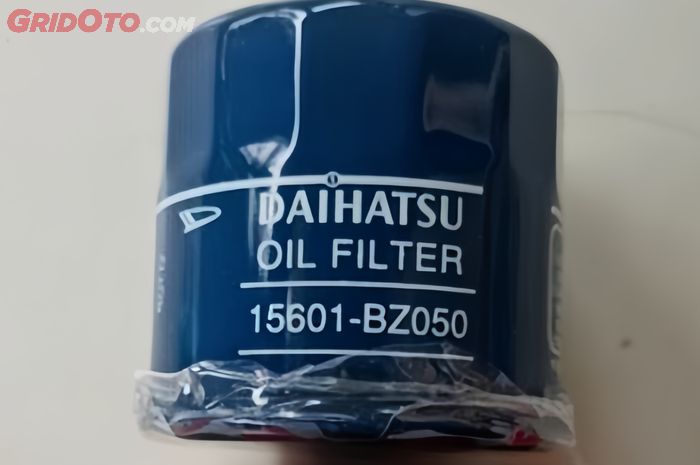 GRIDOTO.COM
DAIHATSU
OIL FILTER
15601-BZ050